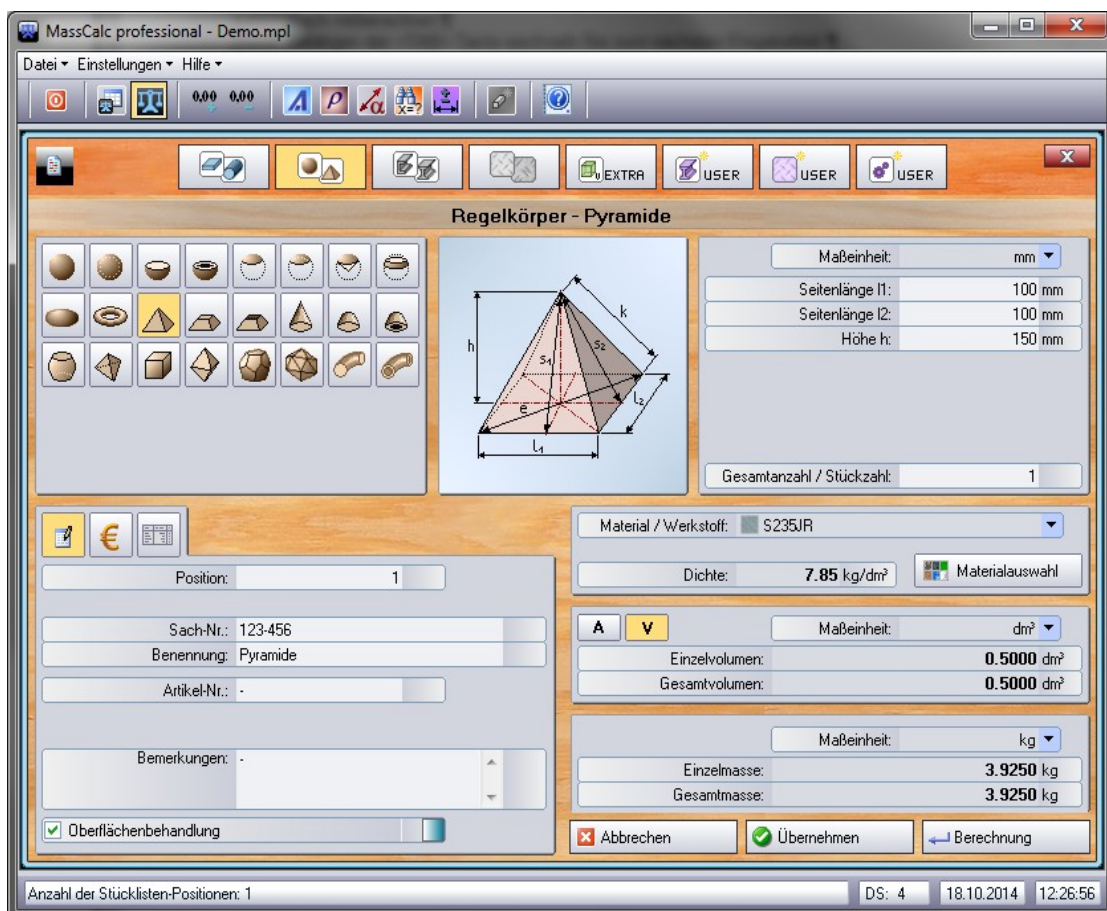 MassCalc professional - Demo.mpl
Datei Einstellungen Hilfe
0,00 0,00 A ρ α X=?
EXTRA USER USER USER
Regelkörper - Pyramide
Maßeinheit: mm
Seitenlänge l1: 100 mm
Seitenlänge l2: 100 mm
Höhe h: 150 mm
h k s₁ s₂ e l₂ l₁
Gesamtanzahl / Stückzahl: 1
€
Material / Werkstoff: S235JR
Dichte: 7.85 kg/dm³ Materialauswahl
Position: 1
Sach-Nr.: 123-456
Benennung: Pyramide
Artikel-Nr.: -
Bemerkungen: -
Oberflächenbehandlung
A V Maßeinheit: dm³
Einzelvolumen: 0.5000 dm³
Gesamtvolumen: 0.5000 dm³
Maßeinheit: kg
Einzelmasse: 3.9250 kg
Gesamtmasse: 3.9250 kg
Abbrechen Übernehmen Berechnung
Anzahl der Stücklisten-Positionen: 1 DS: 4 18.10.2014 12:26:56